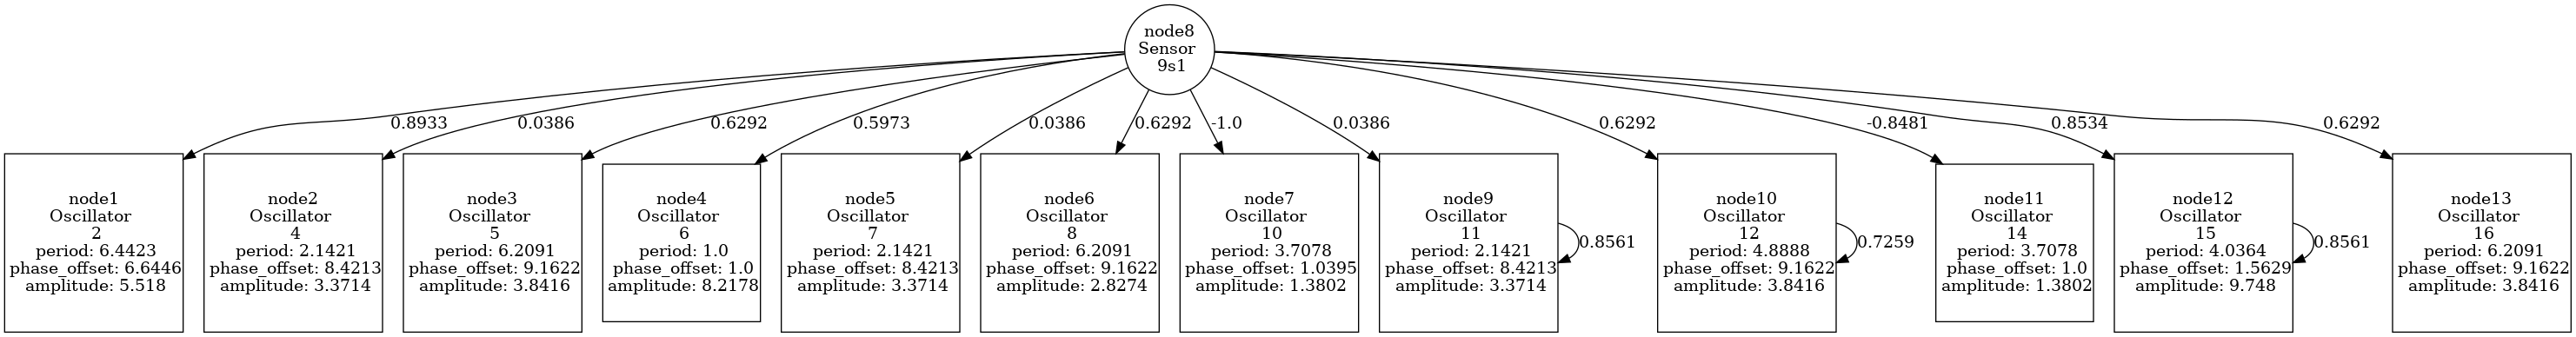 node8
Sensor
9s1
0.8933
0.0386
0.6292
0.5973
0.0386
0.6292
-1.0
0.0386
0.6292
-0.8481
0.8534
0.6292
node1
Oscillator
2
period: 6.4423
phase_offset: 6.6446
amplitude: 5.518
node2
Oscillator
4
period: 2.1421
phase_offset: 8.4213
amplitude: 3.3714
node3
Oscillator
5
period: 6.2091
phase_offset: 9.1622
amplitude: 3.8416
node4
Oscillator
6
period: 1.0
phase_offset: 1.0
amplitude: 8.2178
node5
Oscillator
7
period: 2.1421
phase_offset: 8.4213
amplitude: 3.3714
node6
Oscillator
8
period: 6.2091
phase_offset: 9.1622
amplitude: 2.8274
node7
Oscillator
10
period: 3.7078
phase_offset: 1.0395
amplitude: 1.3802
node9
Oscillator
11
period: 2.1421
phase_offset: 8.4213
amplitude: 3.3714
0.8561
node10
Oscillator
12
period: 4.8888
phase_offset: 9.1622
amplitude: 3.8416
0.7259
node11
Oscillator
14
period: 3.7078
phase_offset: 1.0
amplitude: 1.3802
node12
Oscillator
15
period: 4.0364
phase_offset: 1.5629
amplitude: 9.748
0.8561
node13
Oscillator
16
period: 6.2091
phase_offset: 9.1622
amplitude: 3.8416